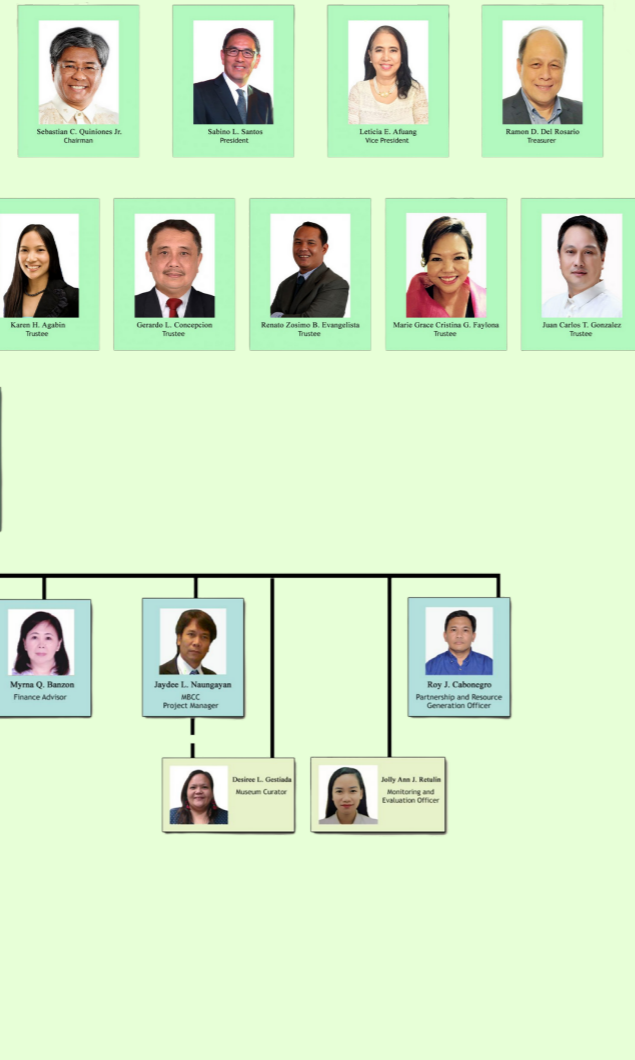 Sebastian C. Quiniones Jr.
Chairman
Sabino L. Santos
President
Leticia E. Afuang
Vice President
Ramon D. Del Rosario
Treasurer
Karen H. Agabin
Trustee
Gerardo L. Concepcion
Trustee
Renato Zosimo B. Evangelista
Trustee
Marie Grace Cristina G. Faylona
Trustee
Juan Carlos T. Gonzalez
Trustee
Myrna Q. Banzon
Finance Advisor
Jaydee L. Naungayan
MBCC
Project Manager
Roy J. Cabonegro
Partnership and Resource
Generation Officer
Desiree L. Gestiada
Museum Curator
Jolly Ann J. Retulin
Monitoring and
Evaluation Officer